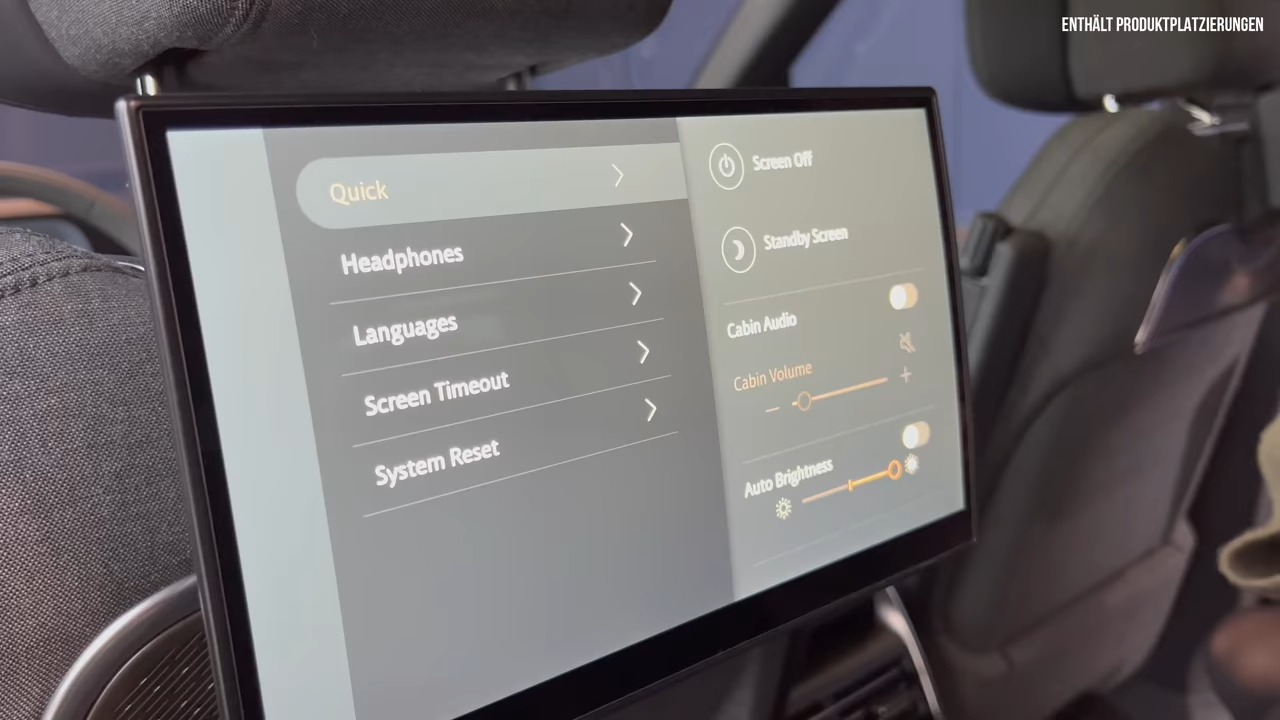 ENTHÄLT PRODUKTPLATZIERUNGEN
Quick
Headphones
Languages
Screen Timeout
System Reset
Screen Off
Standby Screen
Cabin Audio
Cabin Volume
Auto Brightness